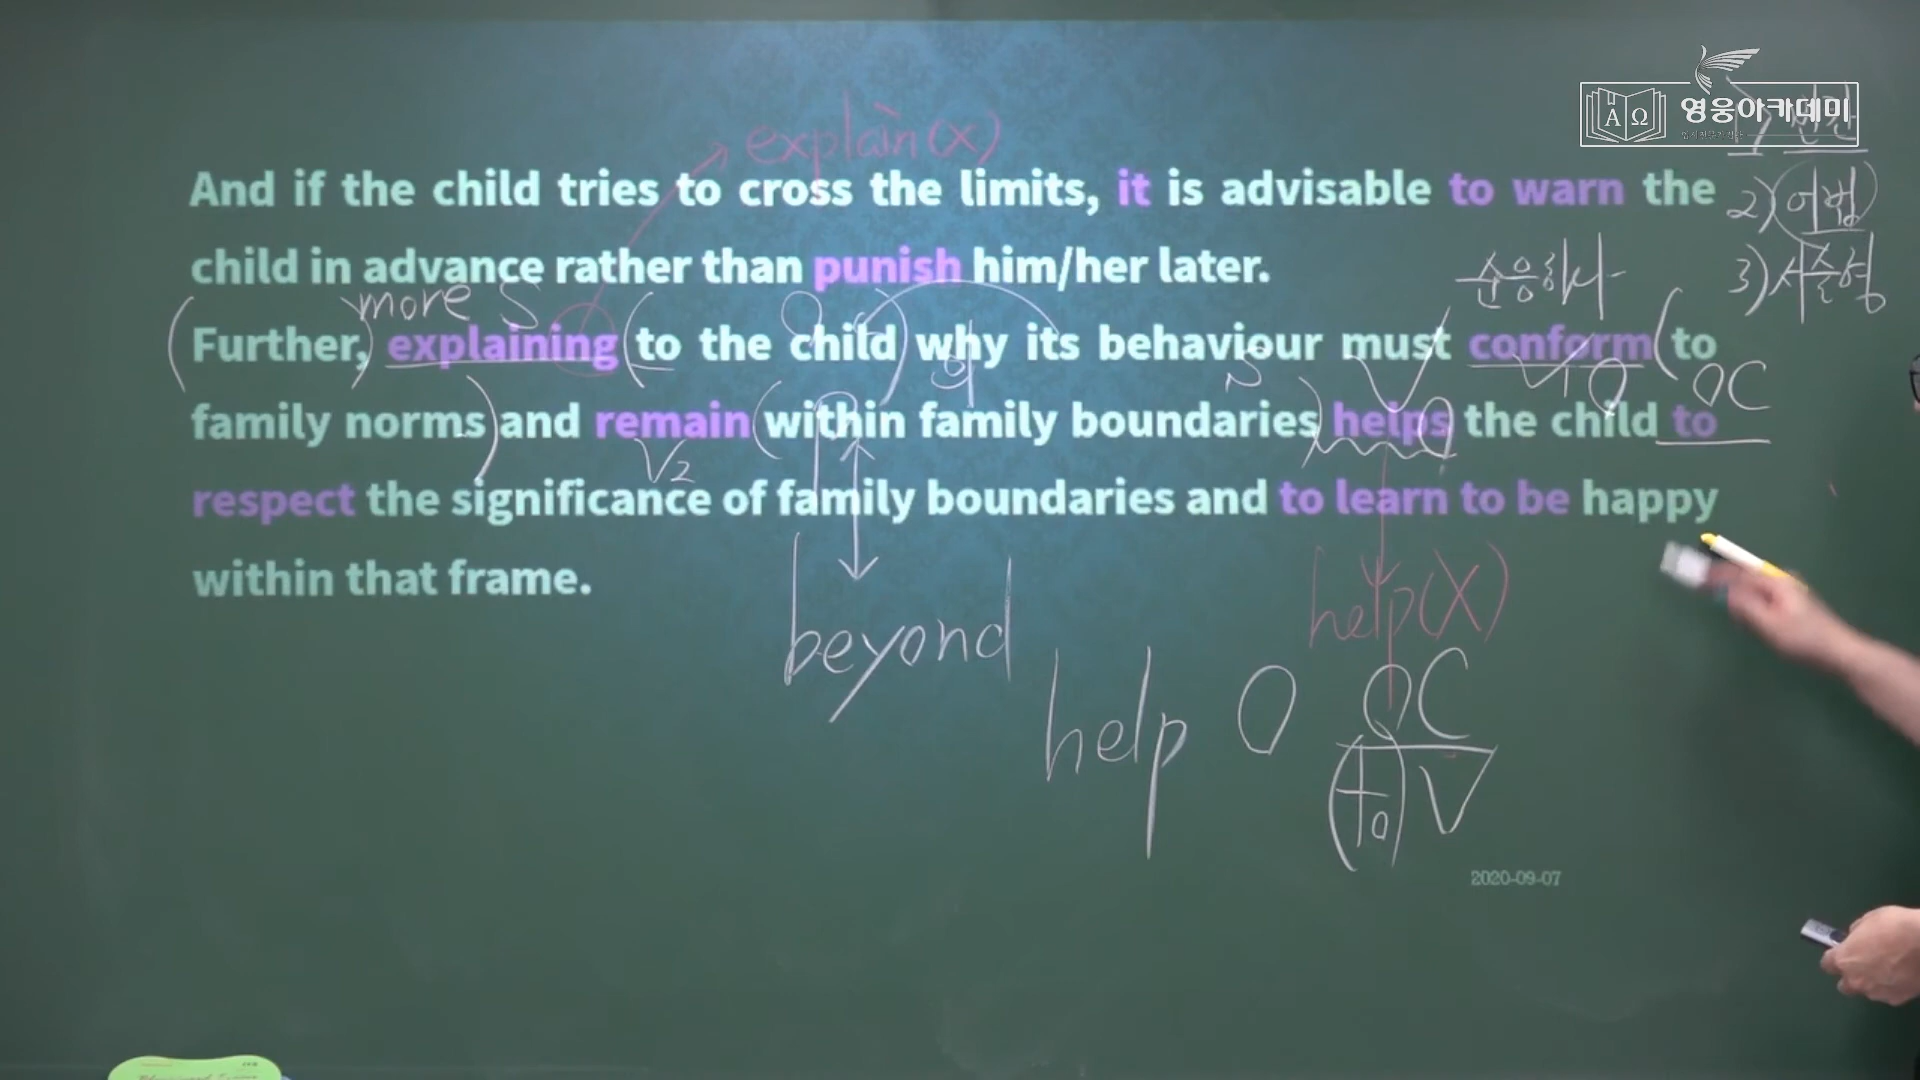 영웅아카데미
explain(x)
And if the child tries to cross the limits, it is advisable to warn the
2) 어법
child in advance rather than punish him/her later.
순응하다
3) 서술형
more S
Further, explaining to the child why its behaviour must conform to
S
V1
OC
family norms and remain within family boundaries helps the child to
V2
respect the significance of family boundaries and to learn to be happy
within that frame.
help(X)
beyond
help O OC
(to) V
2020-09-07